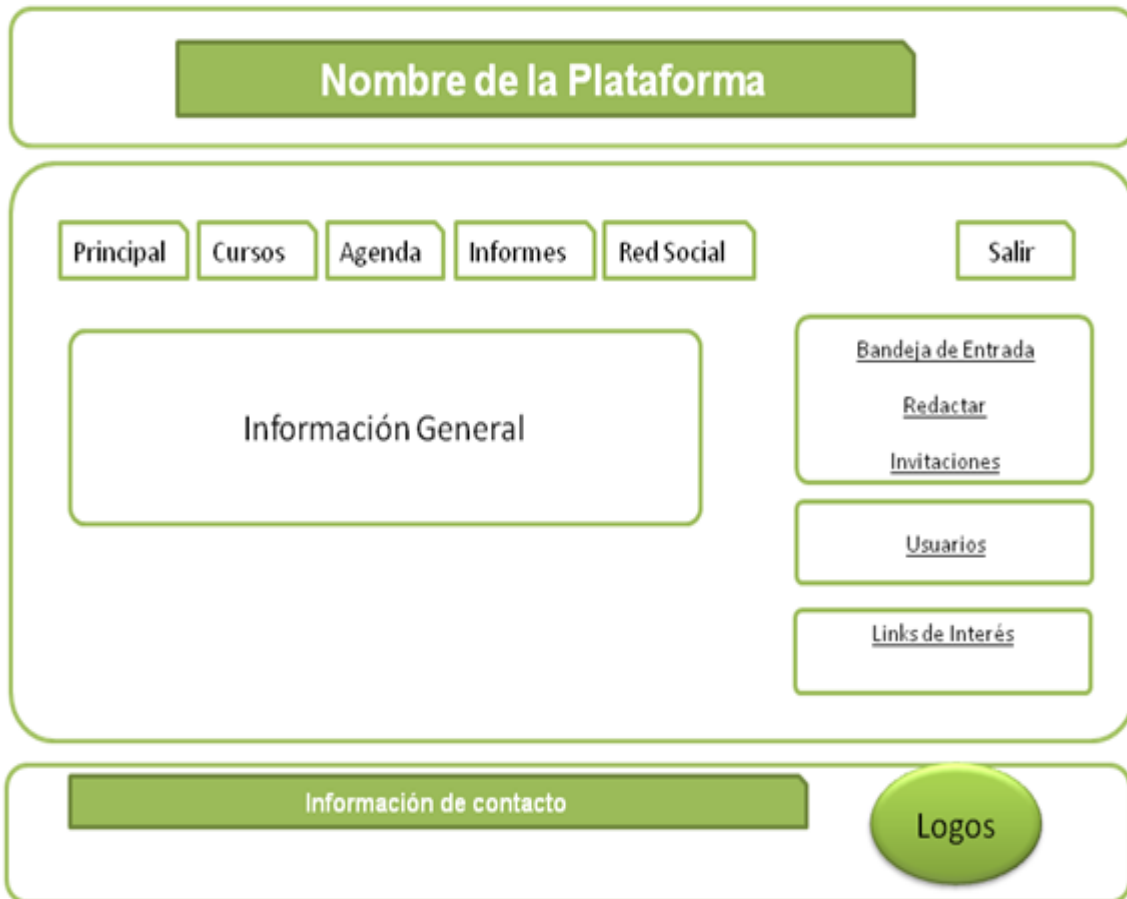 Nombre de la Plataforma
Principal
Cursos
Agenda
Informes
Red Social
Salir
Información General
Bandeja de Entrada
Redactar
Invitaciones
Usuarios
Links de Interés
Información de contacto
Logos